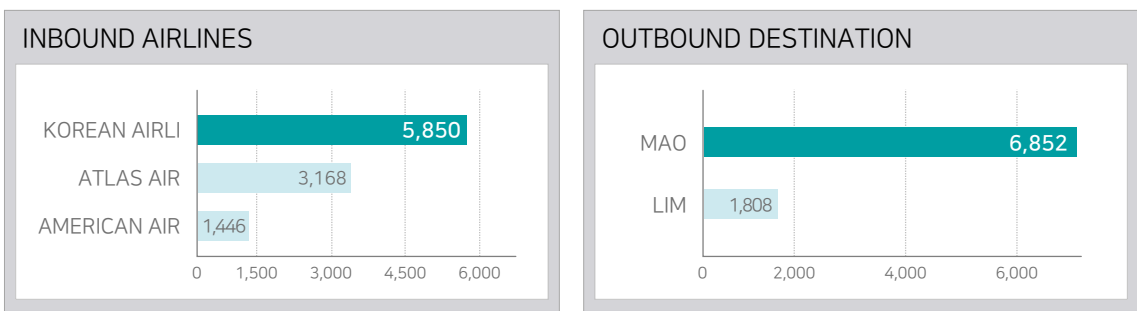 INBOUND AIRLINES
KOREAN AIRLI 5,850
ATLAS AIR 3,168
AMERICAN AIR 1,446
0 1,500 3,000 4,500 6,000
OUTBOUND DESTINATION
MAO 6,852
LIM 1,808
0 2,000 4,000 6,000